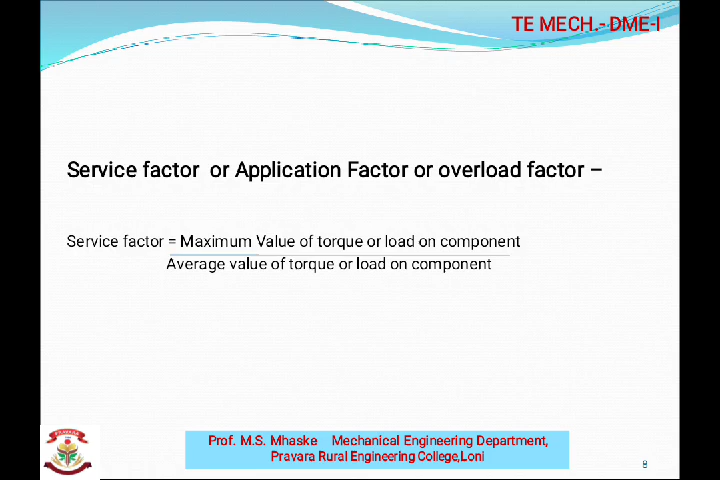 TE MECH.- DME-I
Service factor or Application Factor or overload factor –
Service factor = Maximum Value of torque or load on component
Average value of torque or load on component
PRAVARA
Prof. M.S. Mhaske Mechanical Engineering Department,
Pravara Rural Engineering College,Loni
8